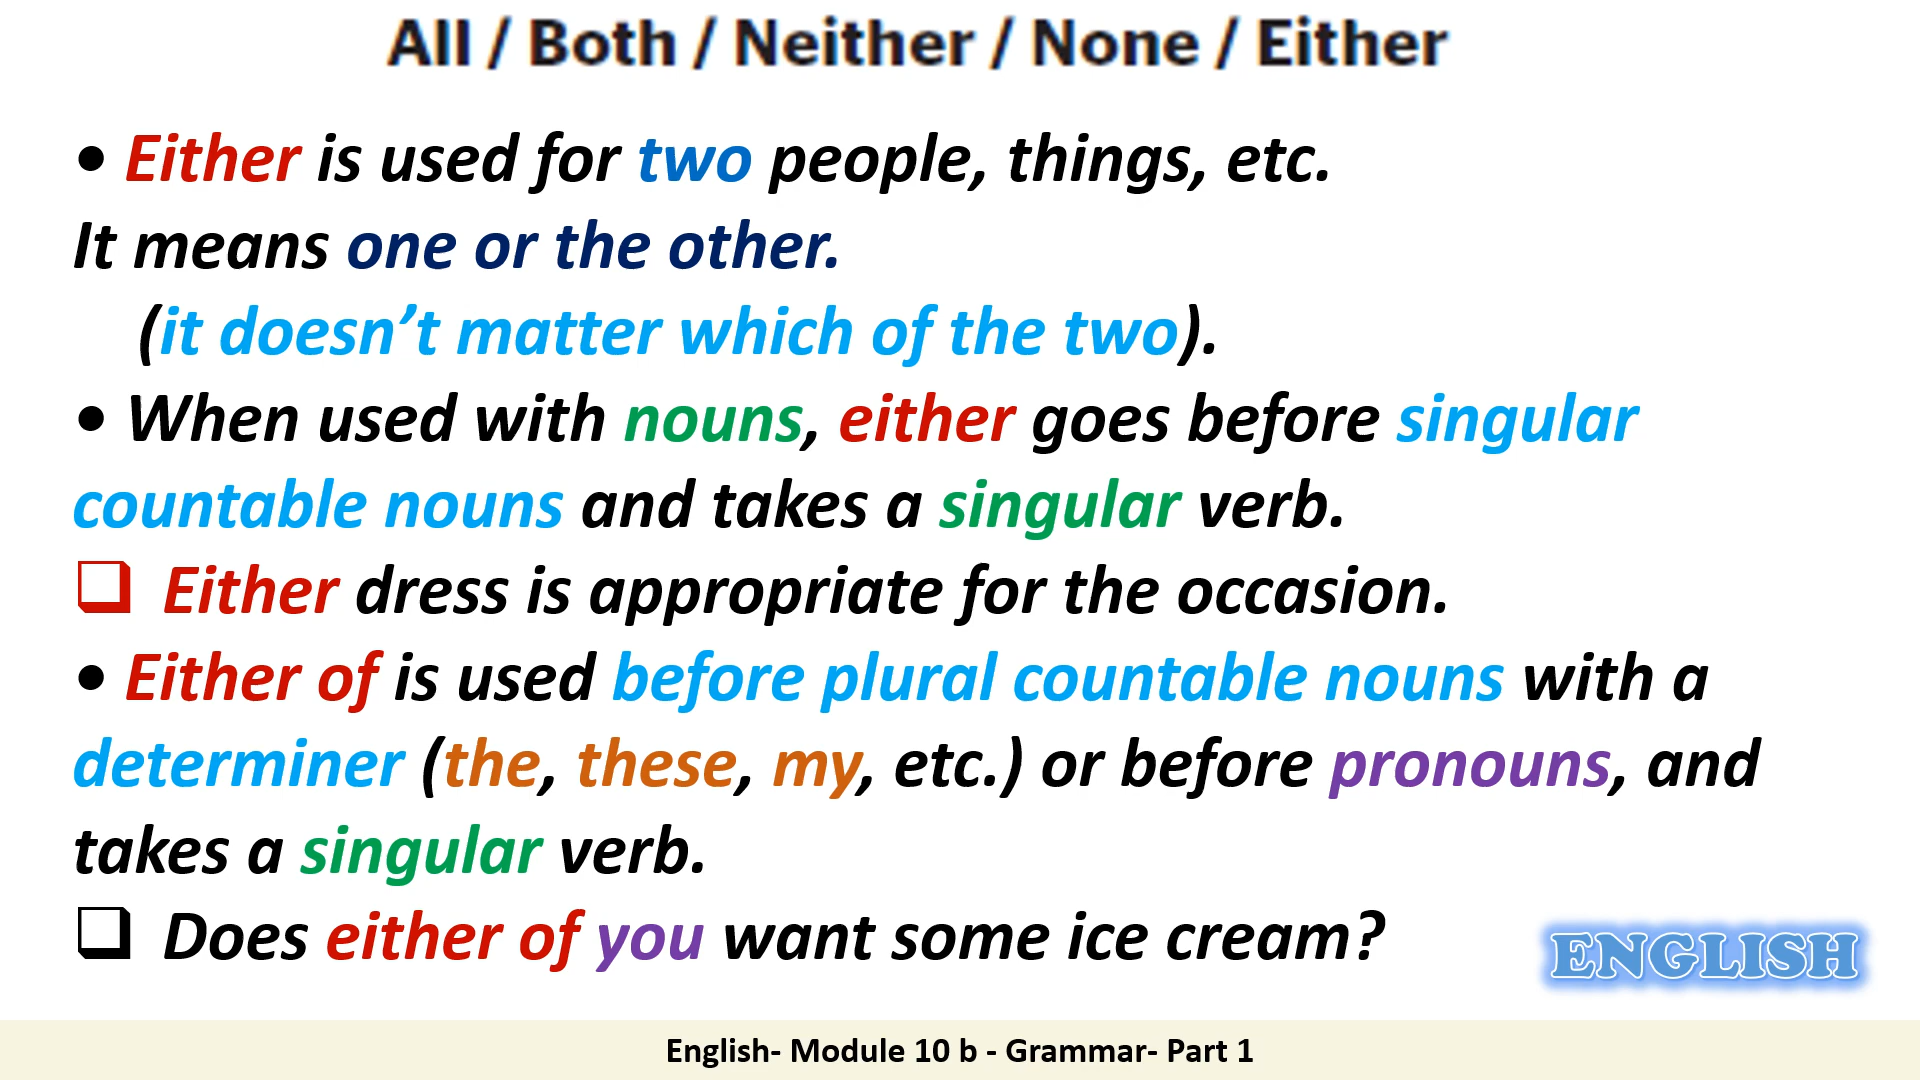 All / Both / Neither / None / Either
• Either is used for two people, things, etc.
It means one or the other.
(it doesn’t matter which of the two).
• When used with nouns, either goes before singular
countable nouns and takes a singular verb.
❑ Either dress is appropriate for the occasion.
• Either of is used before plural countable nouns with a
determiner (the, these, my, etc.) or before pronouns, and
takes a singular verb.
❑ Does either of you want some ice cream?
ENGLISH
English- Module 10 b - Grammar- Part 1